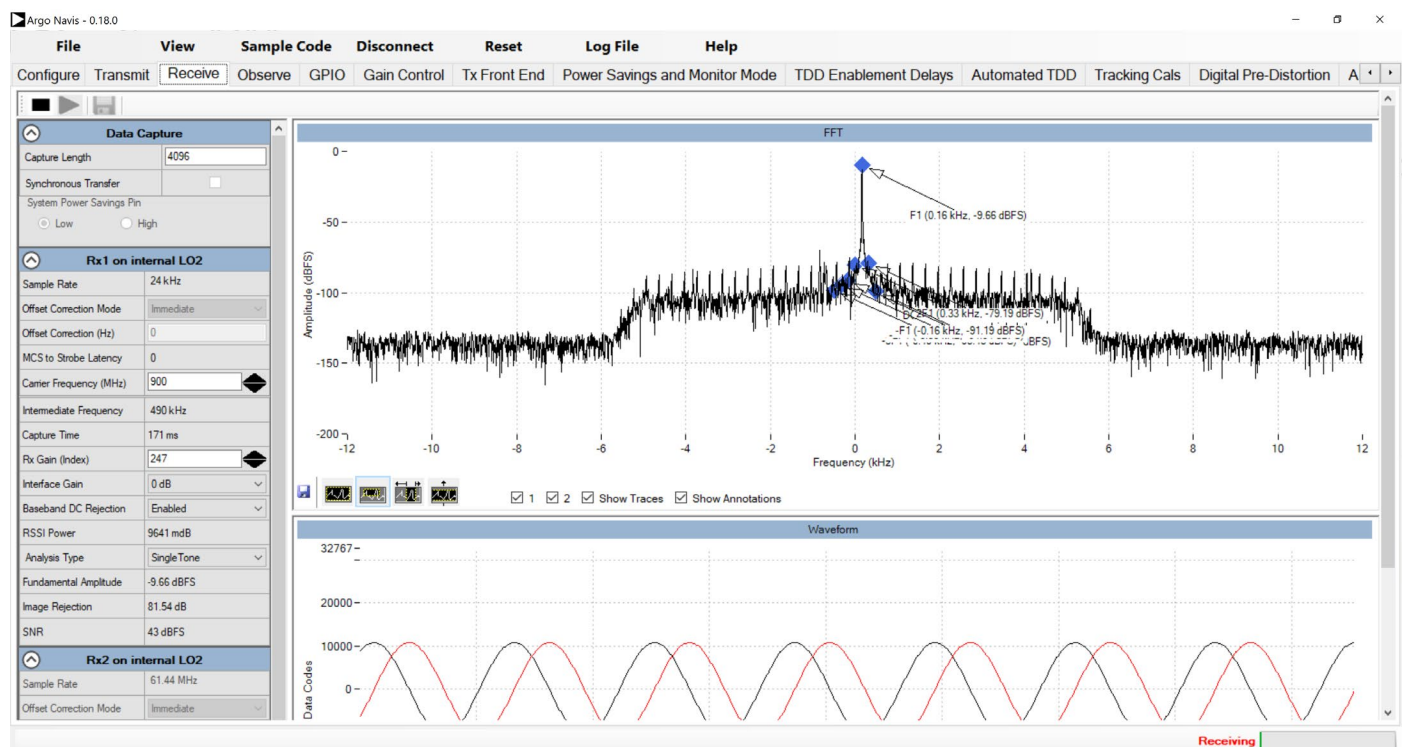 Argo Navis - 0.18.0
File View Sample Code Disconnect Reset Log File Help
Configure Transmit Receive Observe GPIO Gain Control Tx Front End Power Savings and Monitor Mode TDD Enablement Delays Automated TDD Tracking Cals Digital Pre-Distortion A
Data Capture
Capture Length 4096
Synchronous Transfer
System Power Savings Pin
Low High
Rx1 on internal LO2
Sample Rate 24 kHz
Offset Correction Mode Immediate
Offset Correction (Hz) 0
MCS to Strobe Latency 0
Carrier Frequency (MHz) 900
Intermediate Frequency 490 kHz
Capture Time 171 ms
Rx Gain (Index) 247
Interface Gain 0 dB
Baseband DC Rejection Enabled
RSSI Power 9641 mdB
Analysis Type SingleTone
Fundamental Amplitude -9.66 dBFS
Image Rejection 81.54 dB
SNR 43 dBFS
Rx2 on internal LO2
Sample Rate 61.44 MHz
Offset Correction Mode Immediate
FFT
0
-50
-100
-150
-200
Amplitude (dBFS)
F1 (0.16 kHz, -9.66 dBFS)
(0.33 kHz, -79.19 dBFS)
-F1 (-0.16 kHz, -91.19 dBFS)
-12 -10 -8 -6 -4 -2 0 2 4 6 8 10 12
Frequency (kHz)
1 2 Show Traces Show Annotations
Waveform
32767
20000
10000
0
Data Codes
Receiving